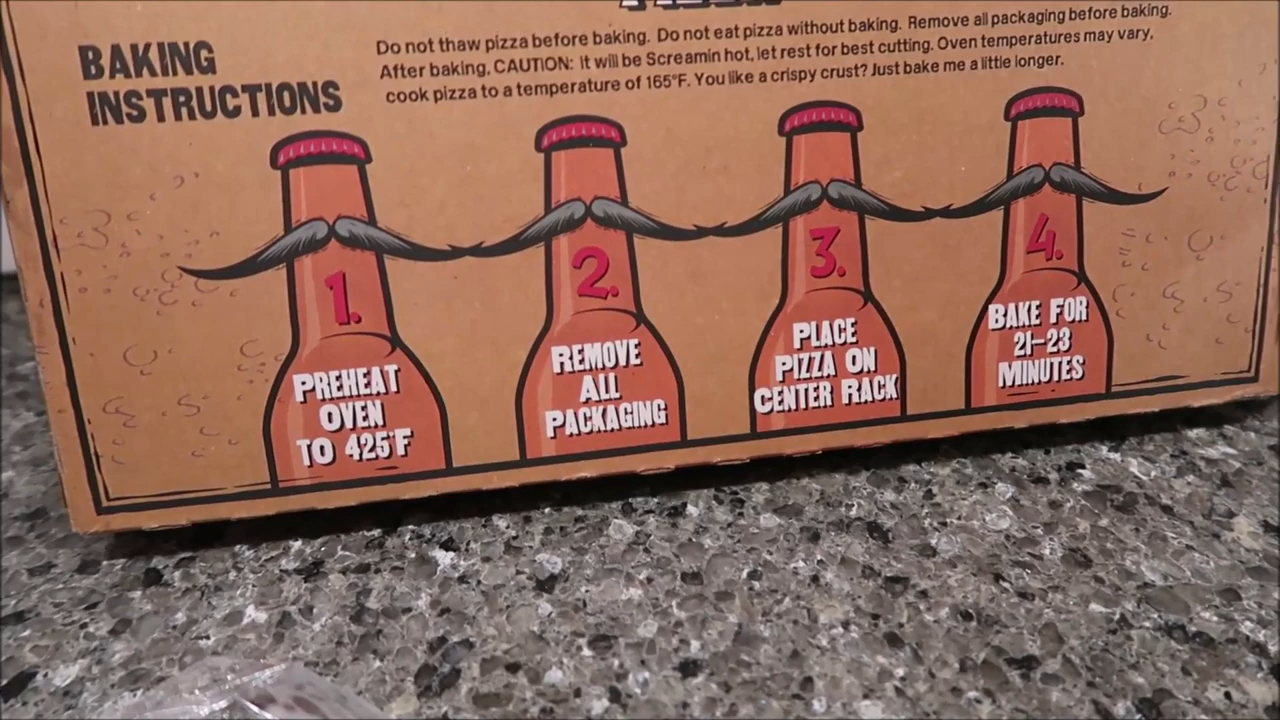 BAKING
INSTRUCTIONS
Do not thaw pizza before baking. Do not eat pizza without baking. Remove all packaging before baking.
After baking, CAUTION: it will be Screamin hot, let rest for best cutting. Oven temperatures may vary,
cook pizza to a temperature of 165°F. You like a crispy crust? Just bake me a little longer.
1.
PREHEAT
OVEN
TO 425°F
2.
REMOVE
ALL
PACKAGING
3.
PLACE
PIZZA ON
CENTER RACK
4.
BAKE FOR
21-23
MINUTES